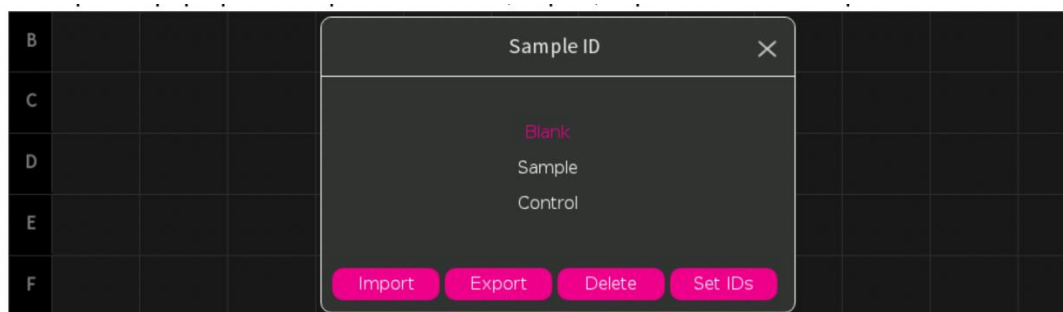 B
Sample ID
C
Blank
D
Sample
Control
E
F
Import Export Delete Set IDs